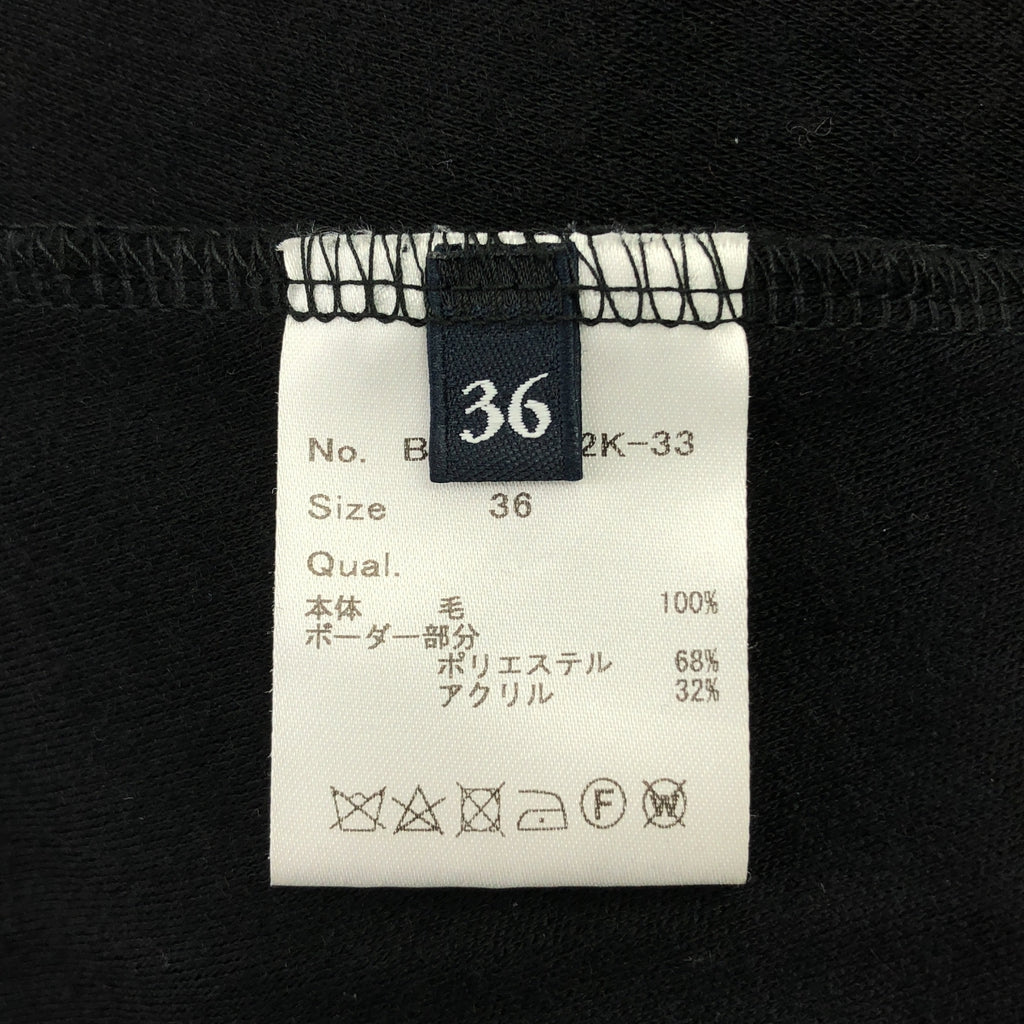 36
No. B 2K-33
Size 36
Qual.
本体 毛 100%
ボーダー部分
ポリエステル 68%
アクリル 32%
F W